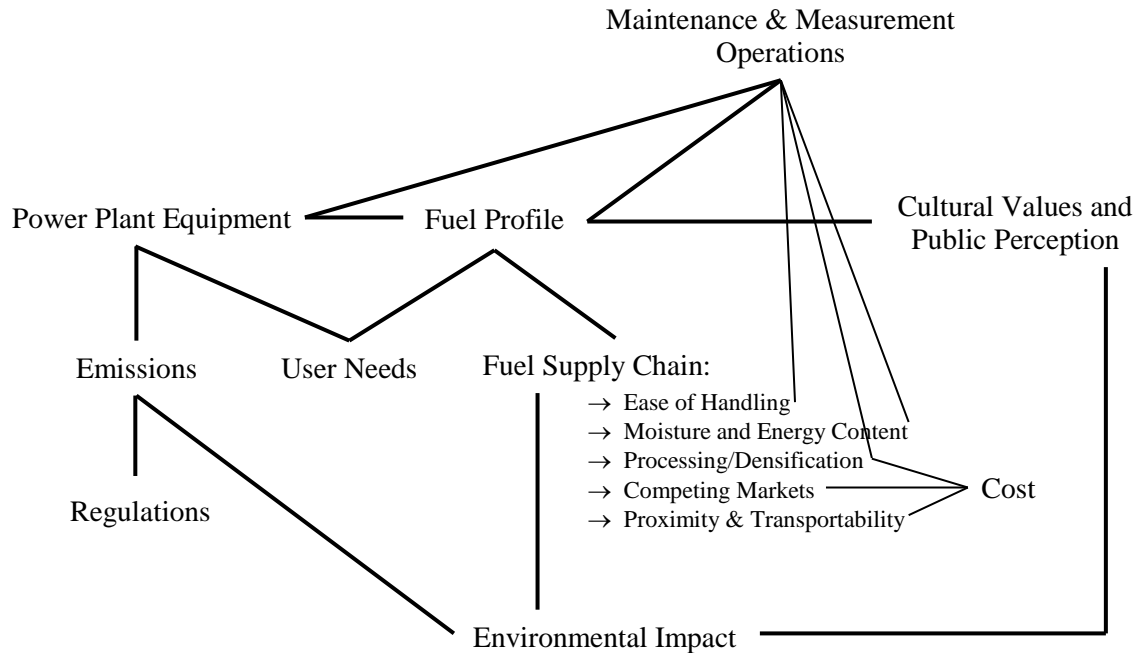 Maintenance & Measurement
Operations
Power Plant Equipment
Fuel Profile
Cultural Values and
Public Perception
Emissions
User Needs
Fuel Supply Chain:
→ Ease of Handling
→ Moisture and Energy Content
→ Processing/Densification
→ Competing Markets
→ Proximity & Transportability
Cost
Regulations
Environmental Impact